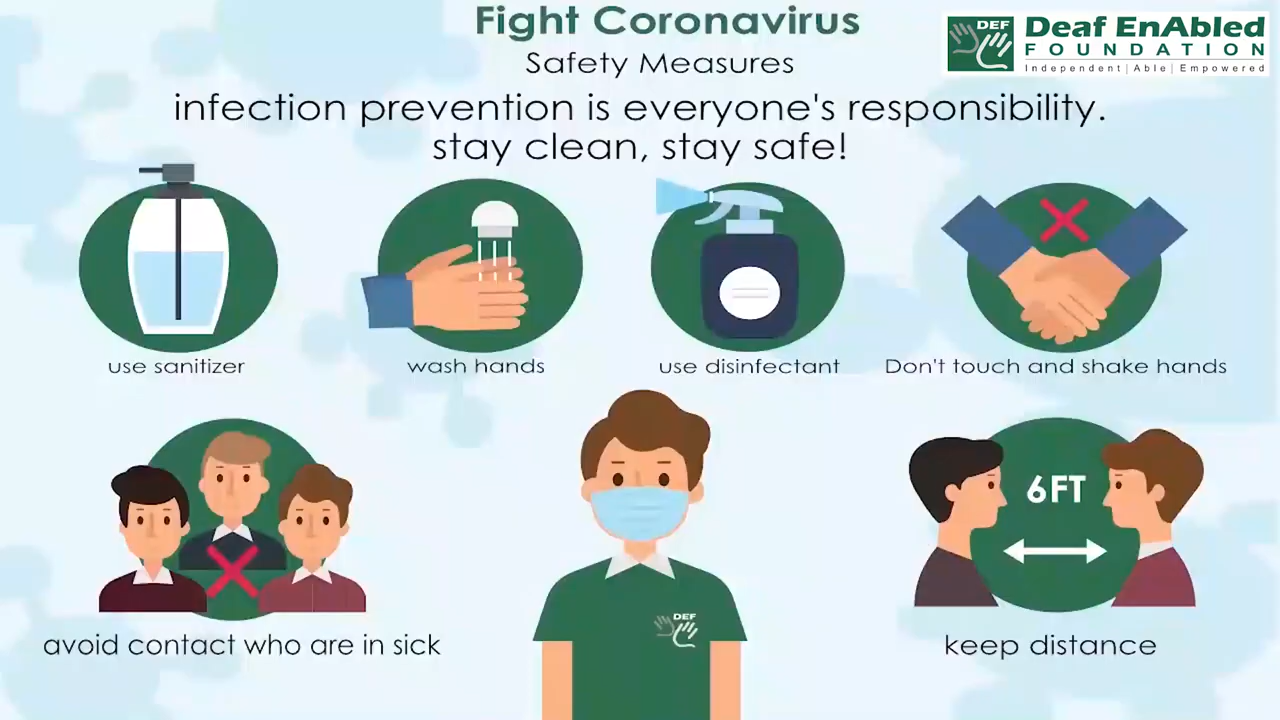 Fight Coronavirus
Safety Measures
infection prevention is everyone's responsibility.
stay clean, stay safe!
DEF
Deaf EnAbled
FOUNDATION
Independent | Able | Empowered
use sanitizer
wash hands
use disinfectant
Don't touch and shake hands
6FT
DEF
avoid contact who are in sick
keep distance